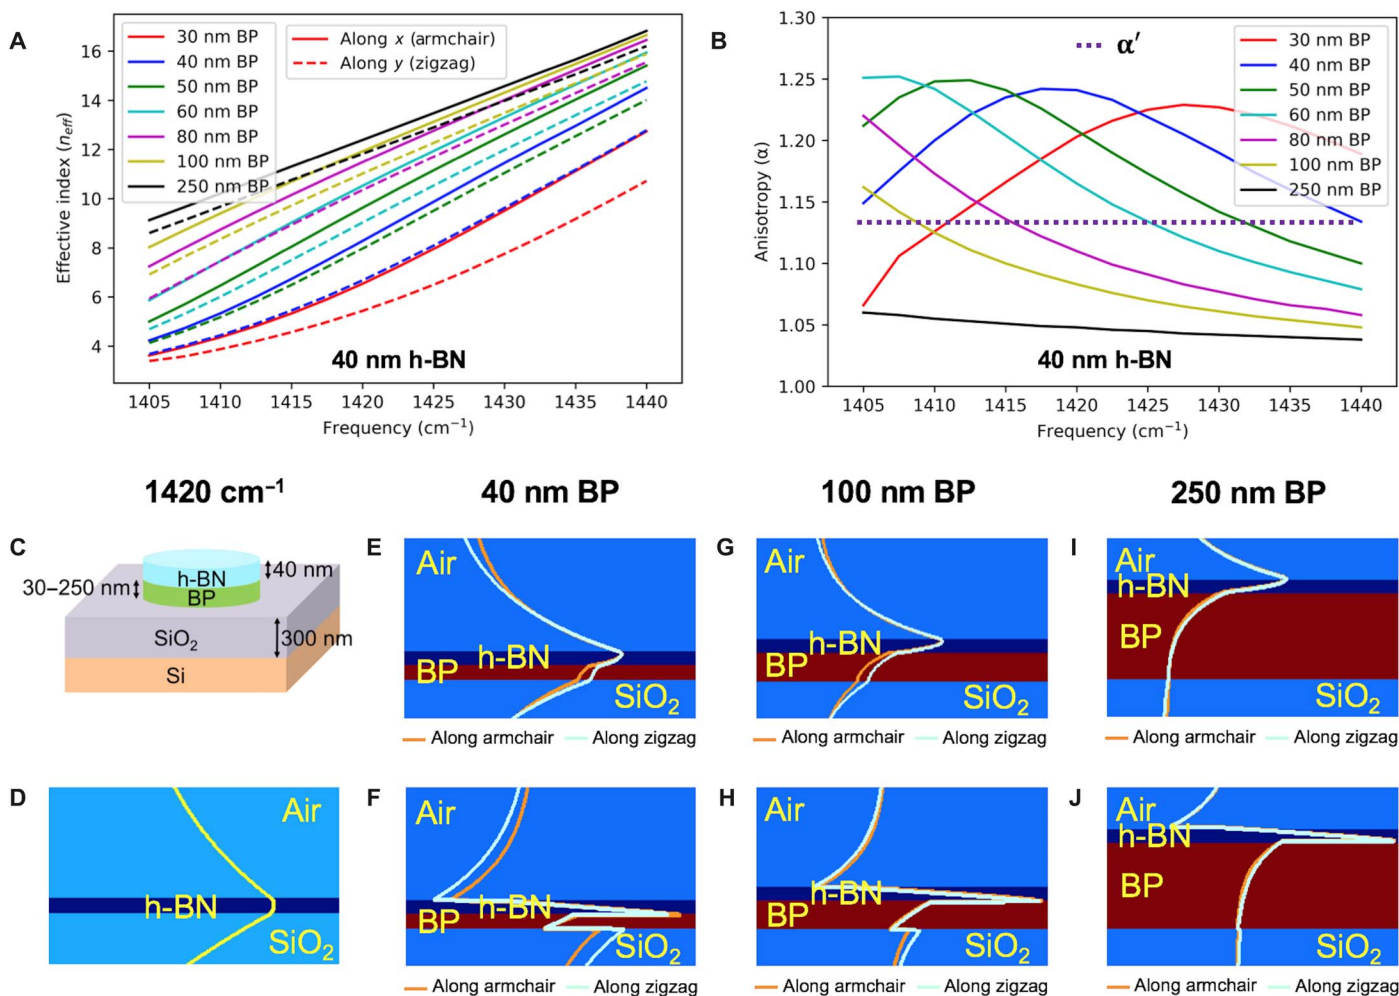 A
Effective index (neff)
16
14
12
10
8
6
4
30 nm BP
40 nm BP
50 nm BP
60 nm BP
80 nm BP
100 nm BP
250 nm BP
Along x (armchair)
Along y (zigzag)
40 nm h-BN
1405 1410 1415 1420 1425 1430 1435 1440
Frequency (cm⁻¹)
B
Anisotropy (α)
1.30
1.25
1.20
1.15
1.10
1.05
1.00
α′
30 nm BP
40 nm BP
50 nm BP
60 nm BP
80 nm BP
100 nm BP
250 nm BP
40 nm h-BN
1405 1410 1415 1420 1425 1430 1435 1440
Frequency (cm⁻¹)
1420 cm⁻¹
40 nm BP
100 nm BP
250 nm BP
C
h-BN
BP
40 nm
30–250 nm
SiO₂
300 nm
Si
E
Air
h-BN
BP
SiO₂
Along armchair Along zigzag
G
Air
h-BN
BP
SiO₂
Along armchair Along zigzag
I
Air
h-BN
BP
SiO₂
Along armchair Along zigzag
D
Air
h-BN
SiO₂
F
Air
h-BN
BP
SiO₂
Along armchair Along zigzag
H
Air
h-BN
BP
SiO₂
Along armchair Along zigzag
J
Air
h-BN
BP
SiO₂
Along armchair Along zigzag